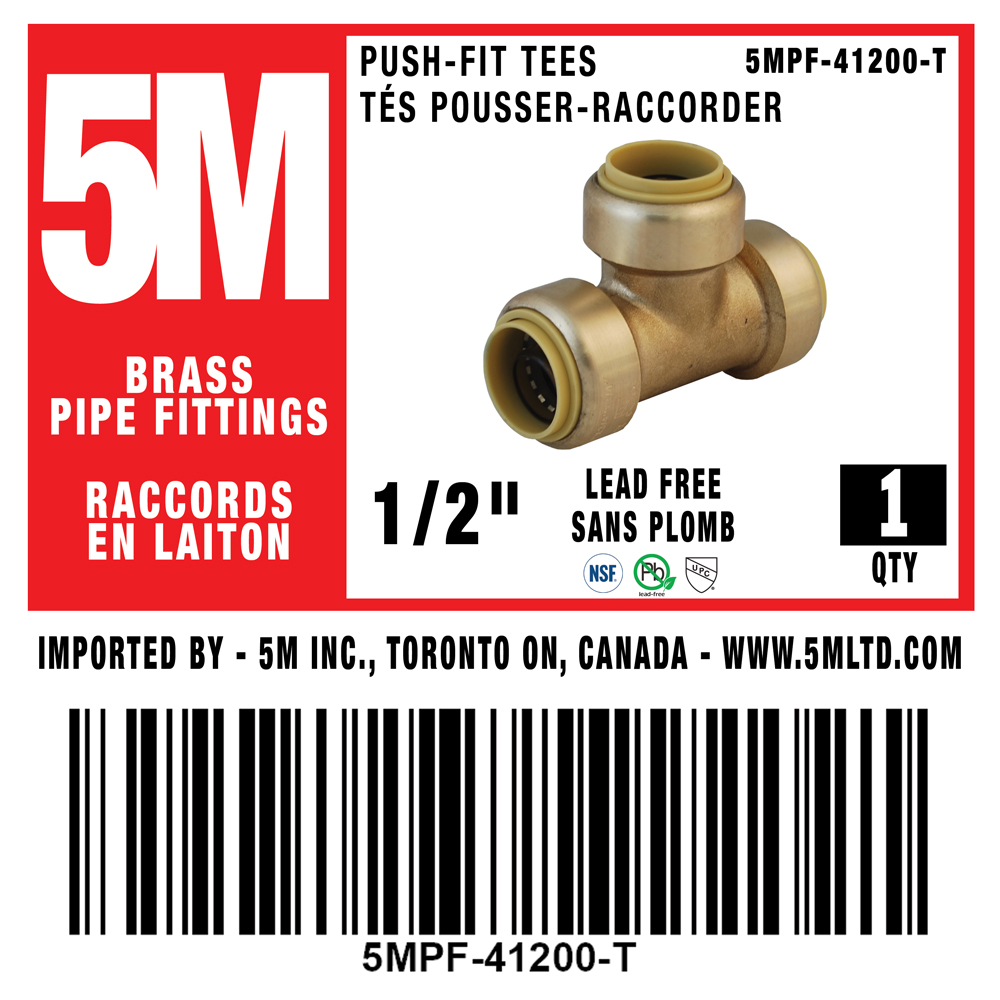 5M
BRASS
PIPE FITTINGS
RACCORDS
EN LAITON
PUSH-FIT TEES
5MPF-41200-T
TÉS POUSSER-RACCORDER
1/2"
LEAD FREE
SANS PLOMB
NSF.
Pb
lead-free
UPC
1
QTY
IMPORTED BY - 5M INC., TORONTO ON, CANADA - WWW.5MLTD.COM
5MPF-41200-T